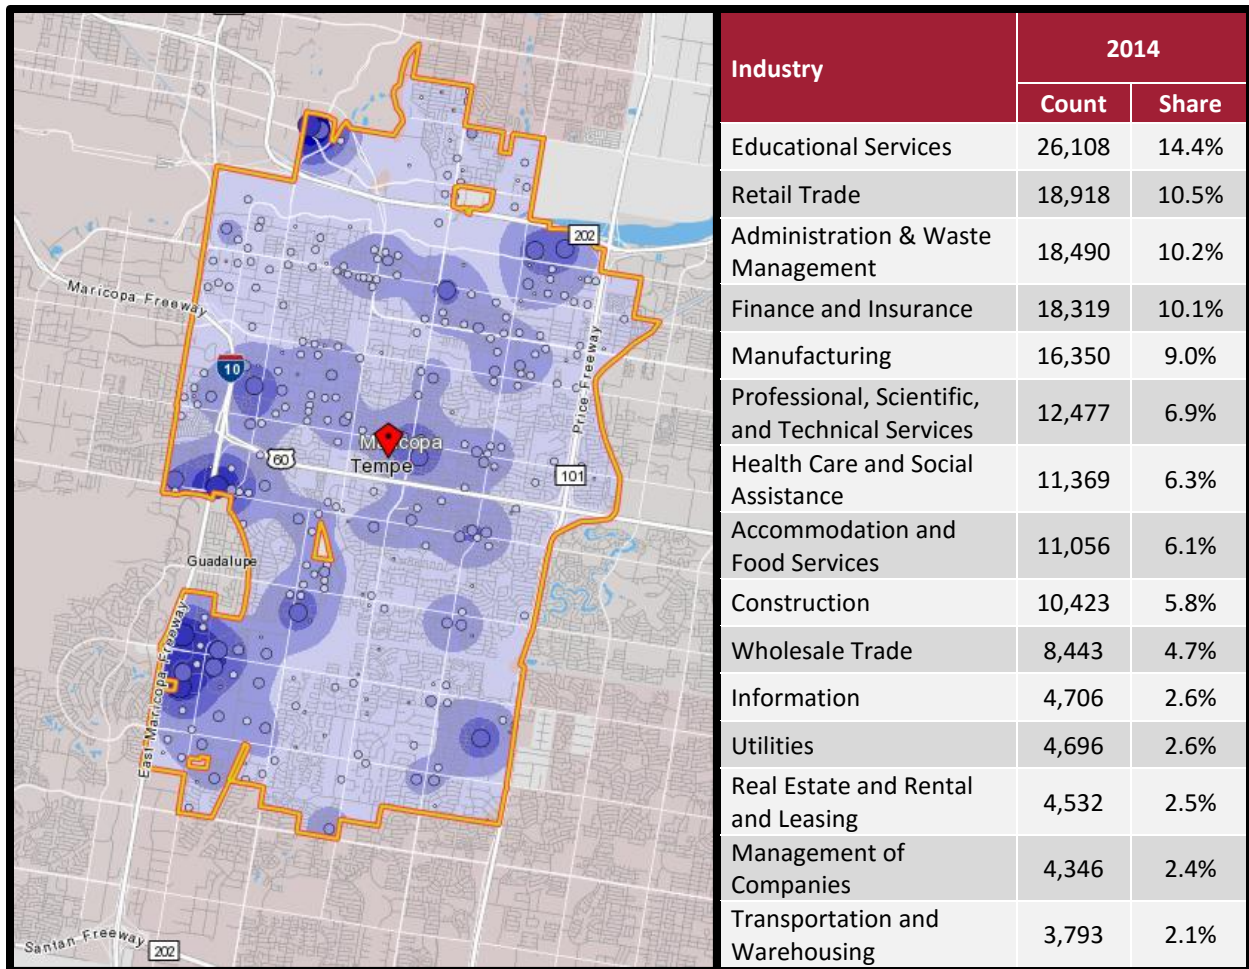 202
Maricopa Freeway
10
Price Freeway
Maricopa
Tempe
60
101
Guadalupe
East Maricopa Freeway
Santan Freeway
202
Industry
2014
Count Share
Educational Services 26,108 14.4%
Retail Trade 18,918 10.5%
Administration & Waste
Management 18,490 10.2%
Finance and Insurance 18,319 10.1%
Manufacturing 16,350 9.0%
Professional, Scientific,
and Technical Services 12,477 6.9%
Health Care and Social
Assistance 11,369 6.3%
Accommodation and
Food Services 11,056 6.1%
Construction 10,423 5.8%
Wholesale Trade 8,443 4.7%
Information 4,706 2.6%
Utilities 4,696 2.6%
Real Estate and Rental
and Leasing 4,532 2.5%
Management of
Companies 4,346 2.4%
Transportation and
Warehousing 3,793 2.1%